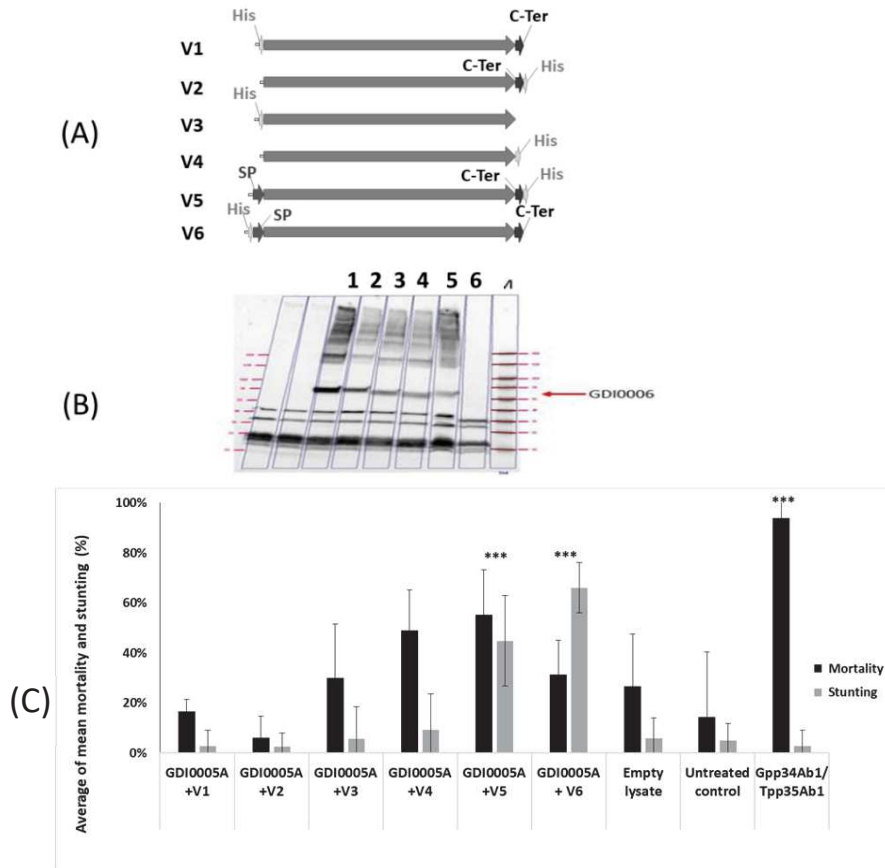 (A)
His
C-Ter
V1
C-Ter
His
V2
His
V3
His
V4
SP
C-Ter
His
V5
His
SP
C-Ter
V6
(B)
1 2 3 4 5 6
GDI0006
(C)
Average of mean mortality and stunting (%)
100%
80%
60%
40%
20%
0%
*** *** ***
Mortality
Stunting
GDI0005A +V1
GDI0005A +V2
GDI0005A +V3
GDI0005A +V4
GDI0005A +V5
GDI0005A + V6
Empty lysate
Untreated control
Gpp34Ab1/ Tpp35Ab1